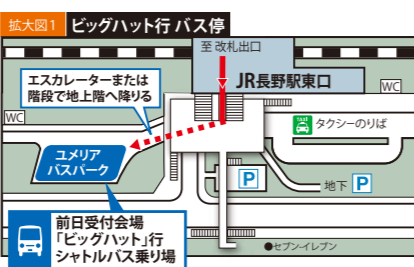 拡大図1 ビッグハット行 バス停
至 改札出口
JR長野駅東口
エスカレーターまたは
階段で地上階へ降りる
WC
WC
TAXI
タクシーのりば
ユメリア
バスパーク
P
地下 P
前日受付会場
「ビッグハット」行
シャトルバス乗り場
●セブン-イレブン